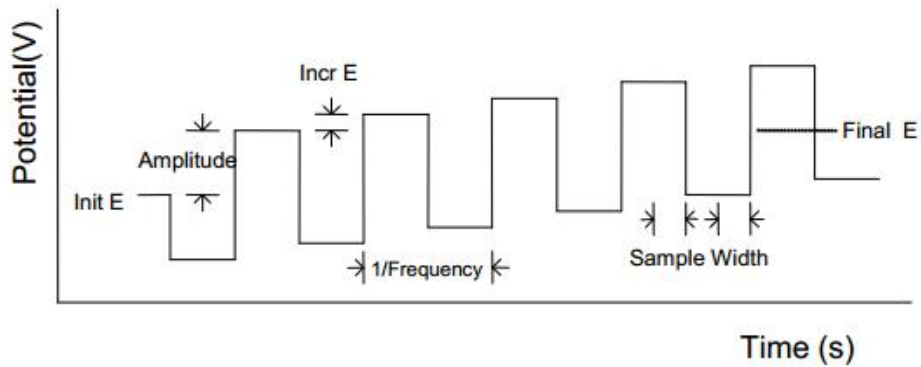 Potential(V)
Incr E
Amplitude
Init E
Final E
1/Frequency
Sample Width
Time (s)